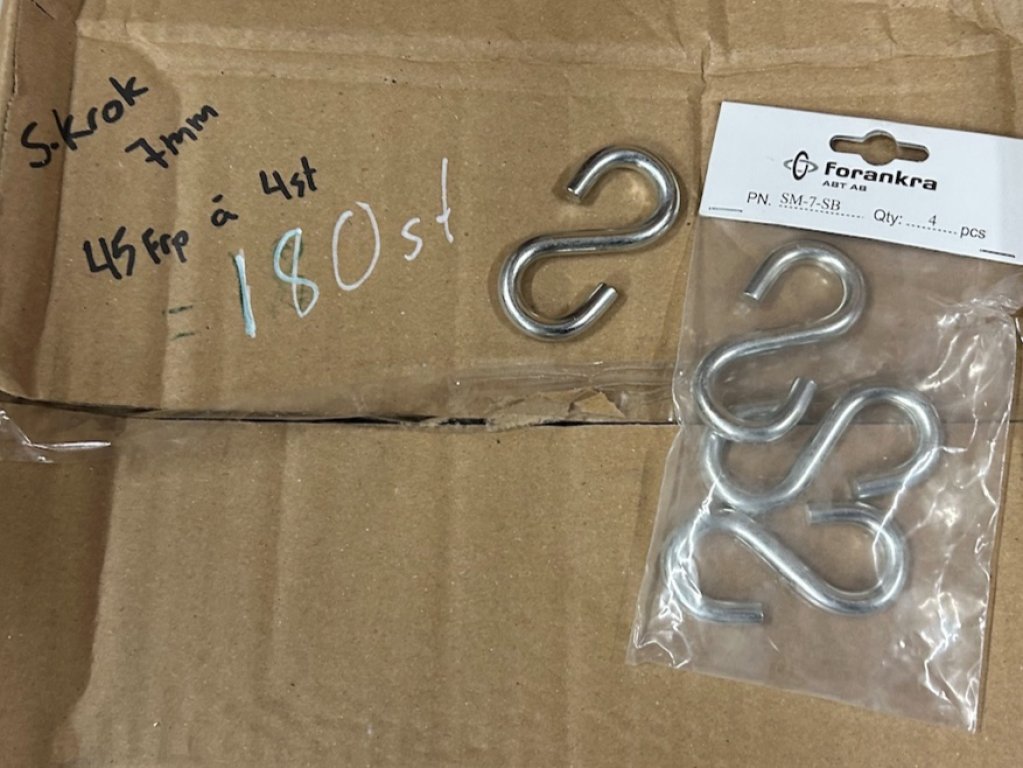 S.krok
7mm
45 Frp á 4st
= 180st
Forankra
ABT AB
PN. SM-7-SB Qty: 4 pcs